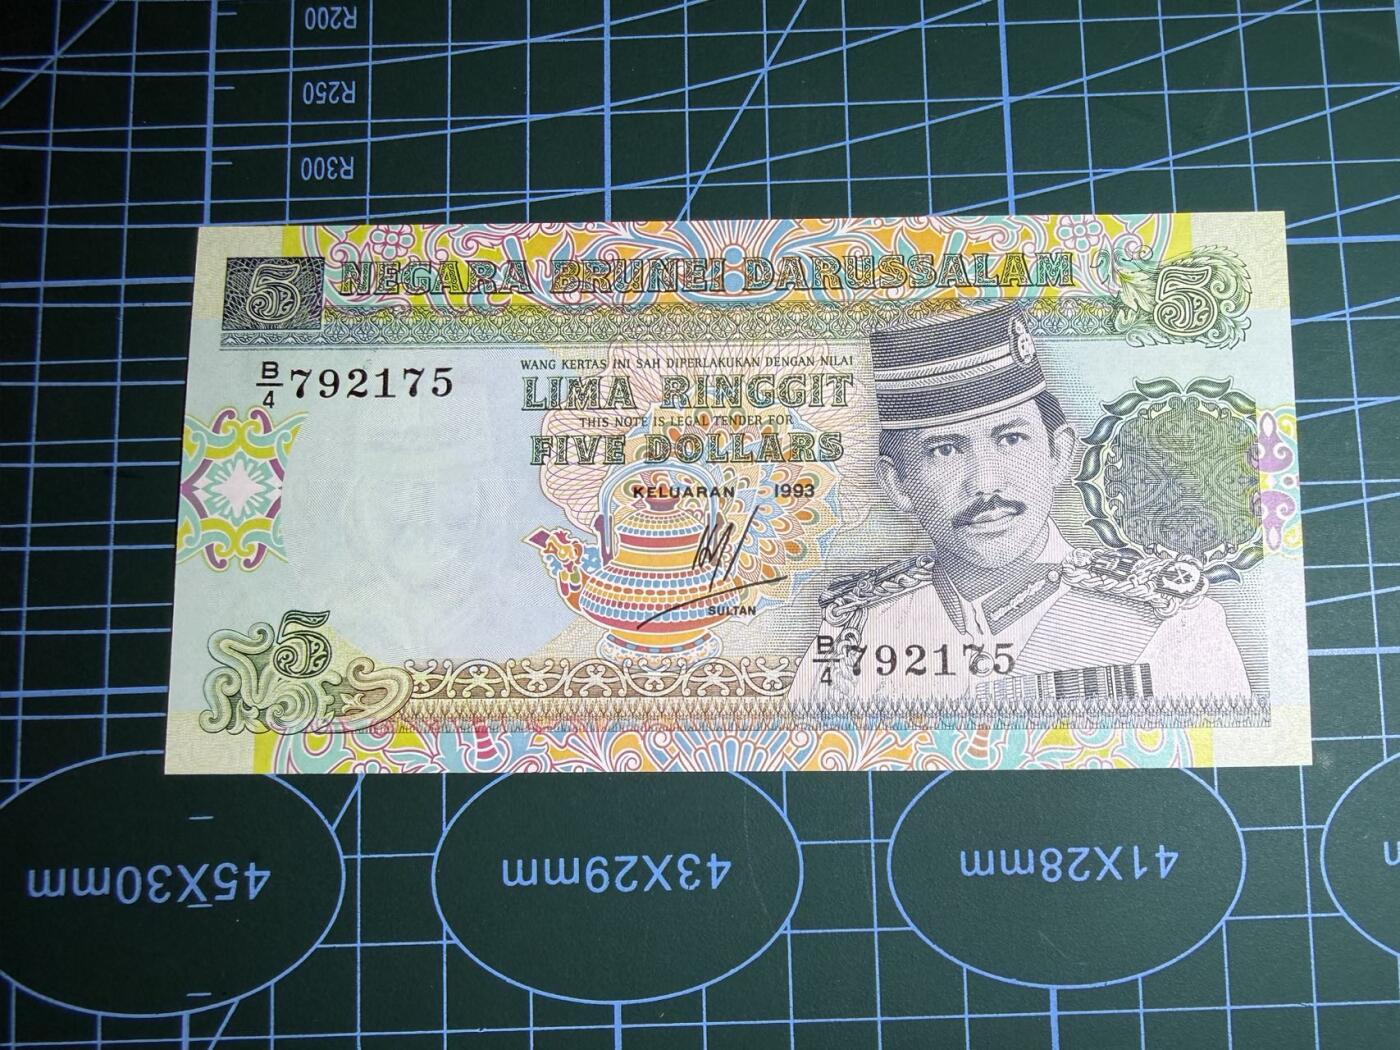 R200
R250
R300
5 NEGARA BRUNEI DARUSSALAM 5
B/4 792175
WANG KERTAS INI SAH DIPERLAKUKAN DENGAN NILAI
LIMA RINGGIT
THIS NOTE IS LEGAL TENDER FOR
FIVE DOLLARS
KELUARAN 1993
SULTAN
5
B/4 792175
45X30mm
43X29mm
41X28mm